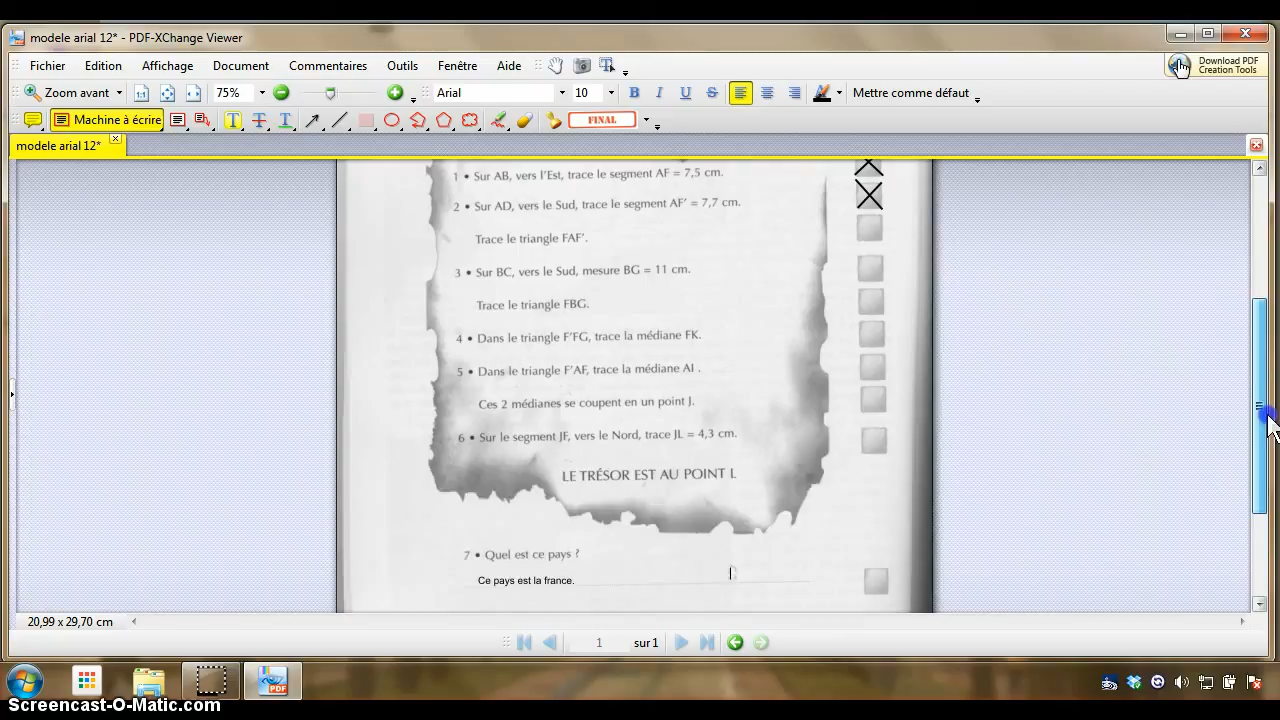 modele arial 12* - PDF-XChange Viewer
Fichier Edition Affichage Document Commentaires Outils Fenêtre Aide
Download PDF
Creation Tools
Zoom avant 75% Arial 10 Mettre comme défaut
Machine à écrire FINAL
modele arial 12*
1 • Sur AB, vers l'Est, trace le segment AF = 7,5 cm.
2 • Sur AD, vers le Sud, trace le segment AF' = 7,7 cm.
Trace le triangle FAF'.
3 • Sur BC, vers le Sud, mesure BG = 11 cm.
Trace le triangle FBG.
4 • Dans le triangle F'FG, trace la médiane FK.
5 • Dans le triangle F'AF, trace la médiane AI .
Ces 2 médianes se coupent en un point J.
6 • Sur le segment JF, vers le Nord, trace JL = 4,3 cm.
LE TRÉSOR EST AU POINT L
7 • Quel est ce pays ?
Ce pays est la france.
20,99 x 29,70 cm
1 sur 1
Screencast-O-Matic.com